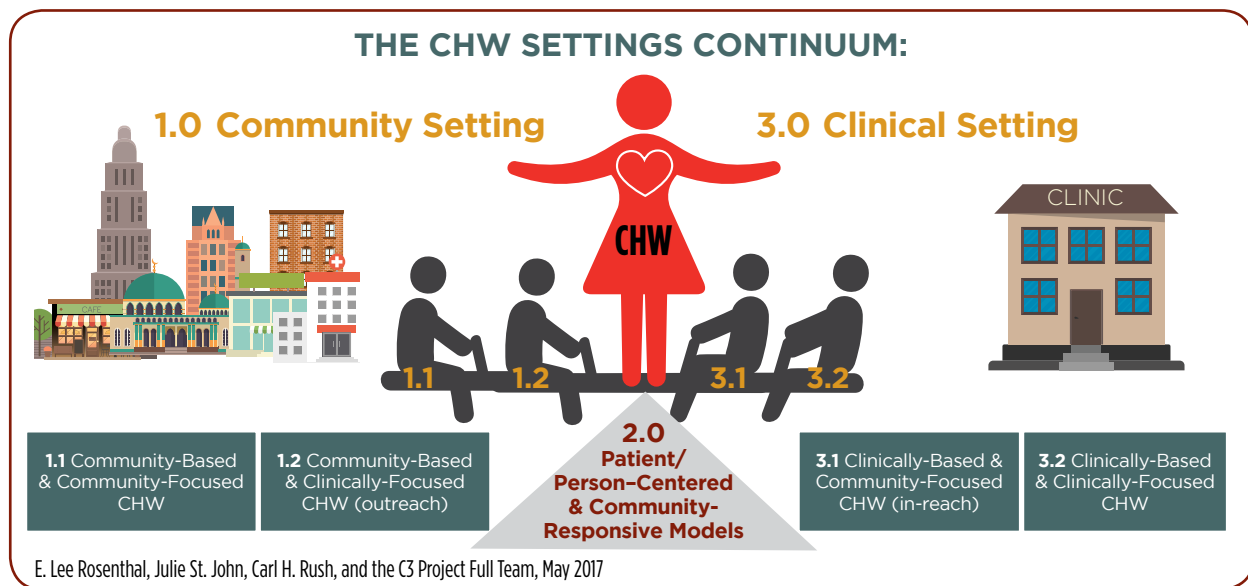 THE CHW SETTINGS CONTINUUM:
1.0 Community Setting
3.0 Clinical Setting
CAFE
CHW
CLINIC
1.1
1.2
3.1
3.2
1.1 Community-Based
& Community-Focused
CHW
1.2 Community-Based
& Clinically-Focused
CHW (outreach)
2.0
Patient/
Person–Centered
& Community-
Responsive Models
3.1 Clinically-Based &
Community-Focused
CHW (in-reach)
3.2 Clinically-Based
& Clinically-Focused
CHW
E. Lee Rosenthal, Julie St. John, Carl H. Rush, and the C3 Project Full Team, May 2017